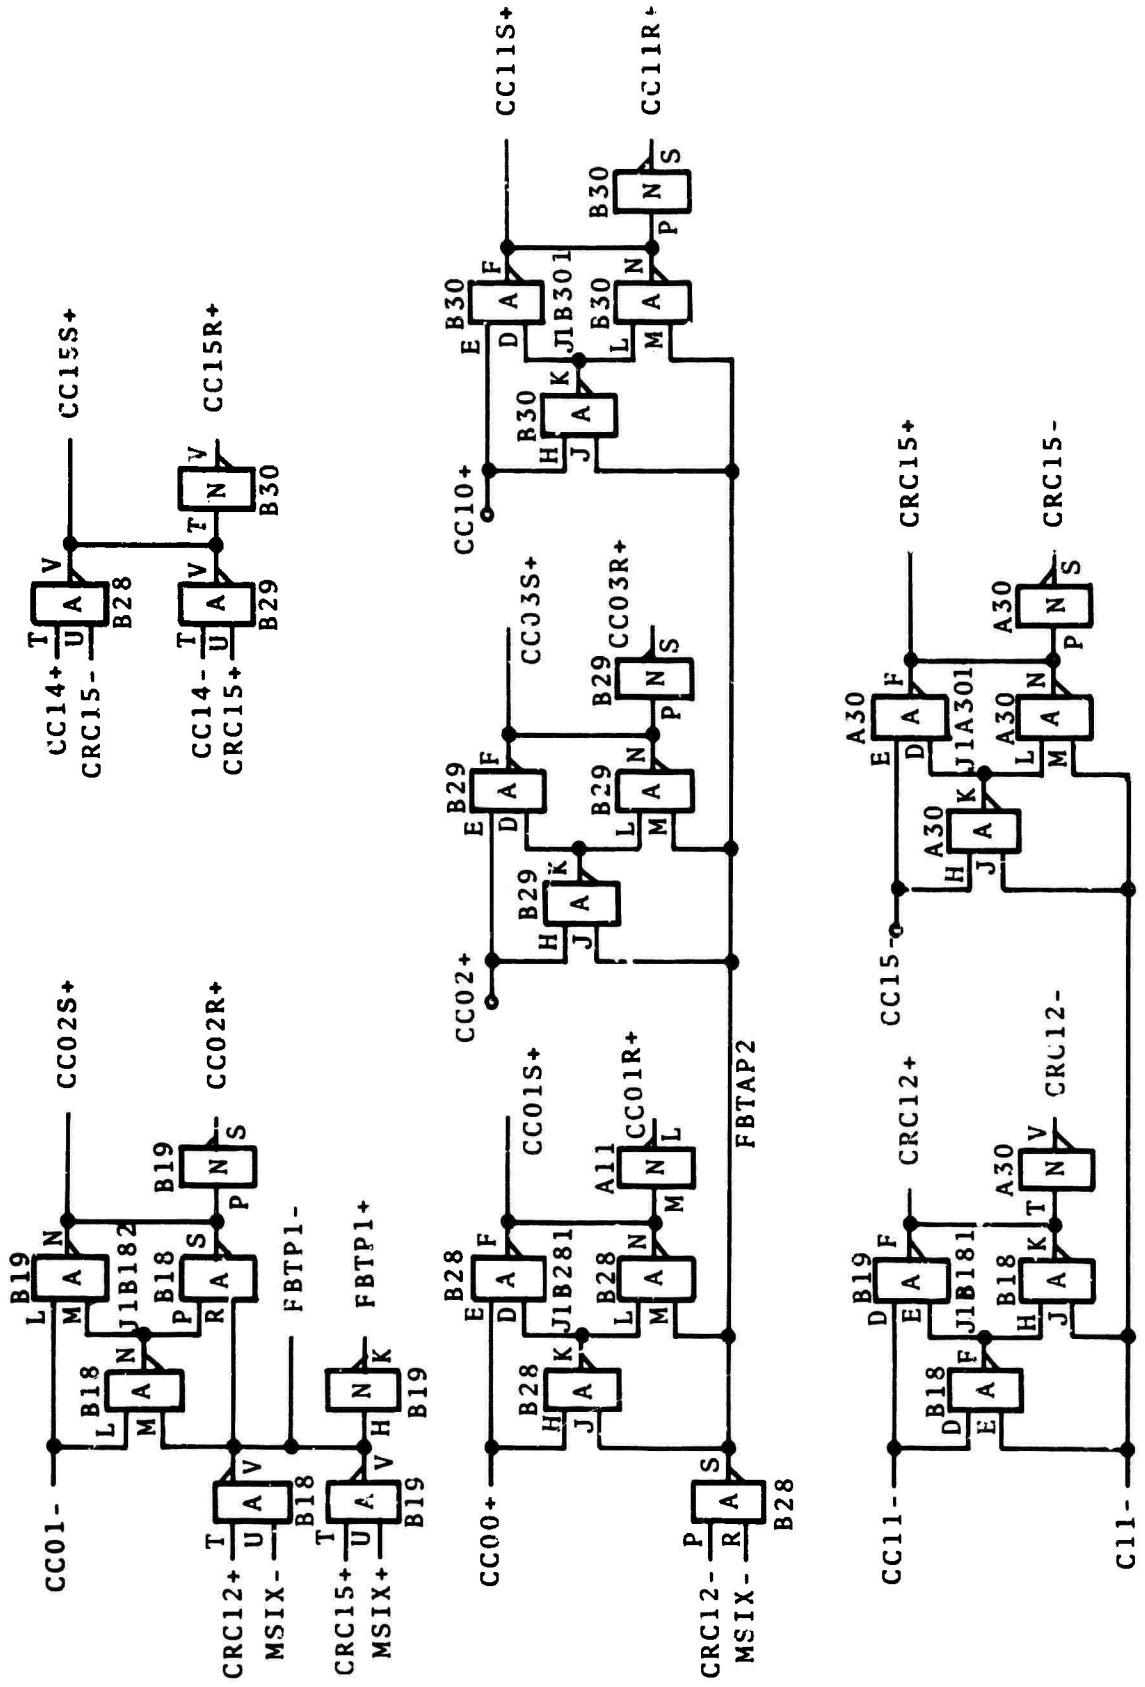 CC01-
L
M
B19
A
N
CC02S+
L
M
B18
A
N
J1B182
P
R
B18
A
S
P
B19
N
S
CC02R+
CRC12+
MSIX-
T
U
A
V
B18
FBTP1-
CRC15+
MSIX+
T
U
A
V
B19
H
N
K
B19
FBTP1+
CC14+
CRC15-
T
U
A
V
B28
CC15S+
CC14-
CRC15+
T
U
A
V
B29
T
N
V
B30
CC15R+
CC00+
E
D
B28
A
F
CC01S+
H
J
B28
A
K
J1B281
L
M
B28
A
N
M
A11
N
L
CC01R+
CRC12-
MSIX-
P
R
A
S
B28
FBTAP2
CC02+
E
D
B29
A
F
CC03S+
H
J
B29
A
K
L
M
B29
A
N
P
B29
N
S
CC03R+
CC10+
E
D
B30
A
F
CC11S+
H
J
B30
A
K
J1B301
L
M
B30
A
N
P
B30
N
S
CC11R+
CC11-
D
E
B19
A
F
CRC12+
D
E
B18
A
F
J1B181
H
J
B18
A
K
T
A30
N
V
CRC12-
C11-
CC15-
E
D
A30
A
F
CRC15+
H
J
A30
A
K
J1A301
L
M
A30
A
N
P
A30
N
S
CRC15-